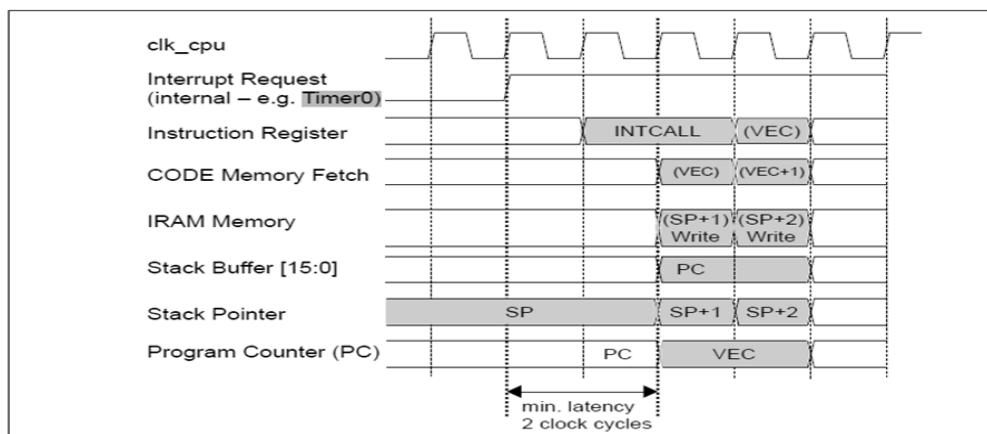 clk_cpu
Interrupt Request
(internal – e.g. Timer0)
Instruction Register
INTCALL
(VEC)
CODE Memory Fetch
(VEC)
(VEC+1)
IRAM Memory
(SP+1)
(SP+2)
Write
Write
Stack Buffer [15:0]
PC
Stack Pointer
SP
SP+1
SP+2
Program Counter (PC)
PC
VEC
min. latency
2 clock cycles